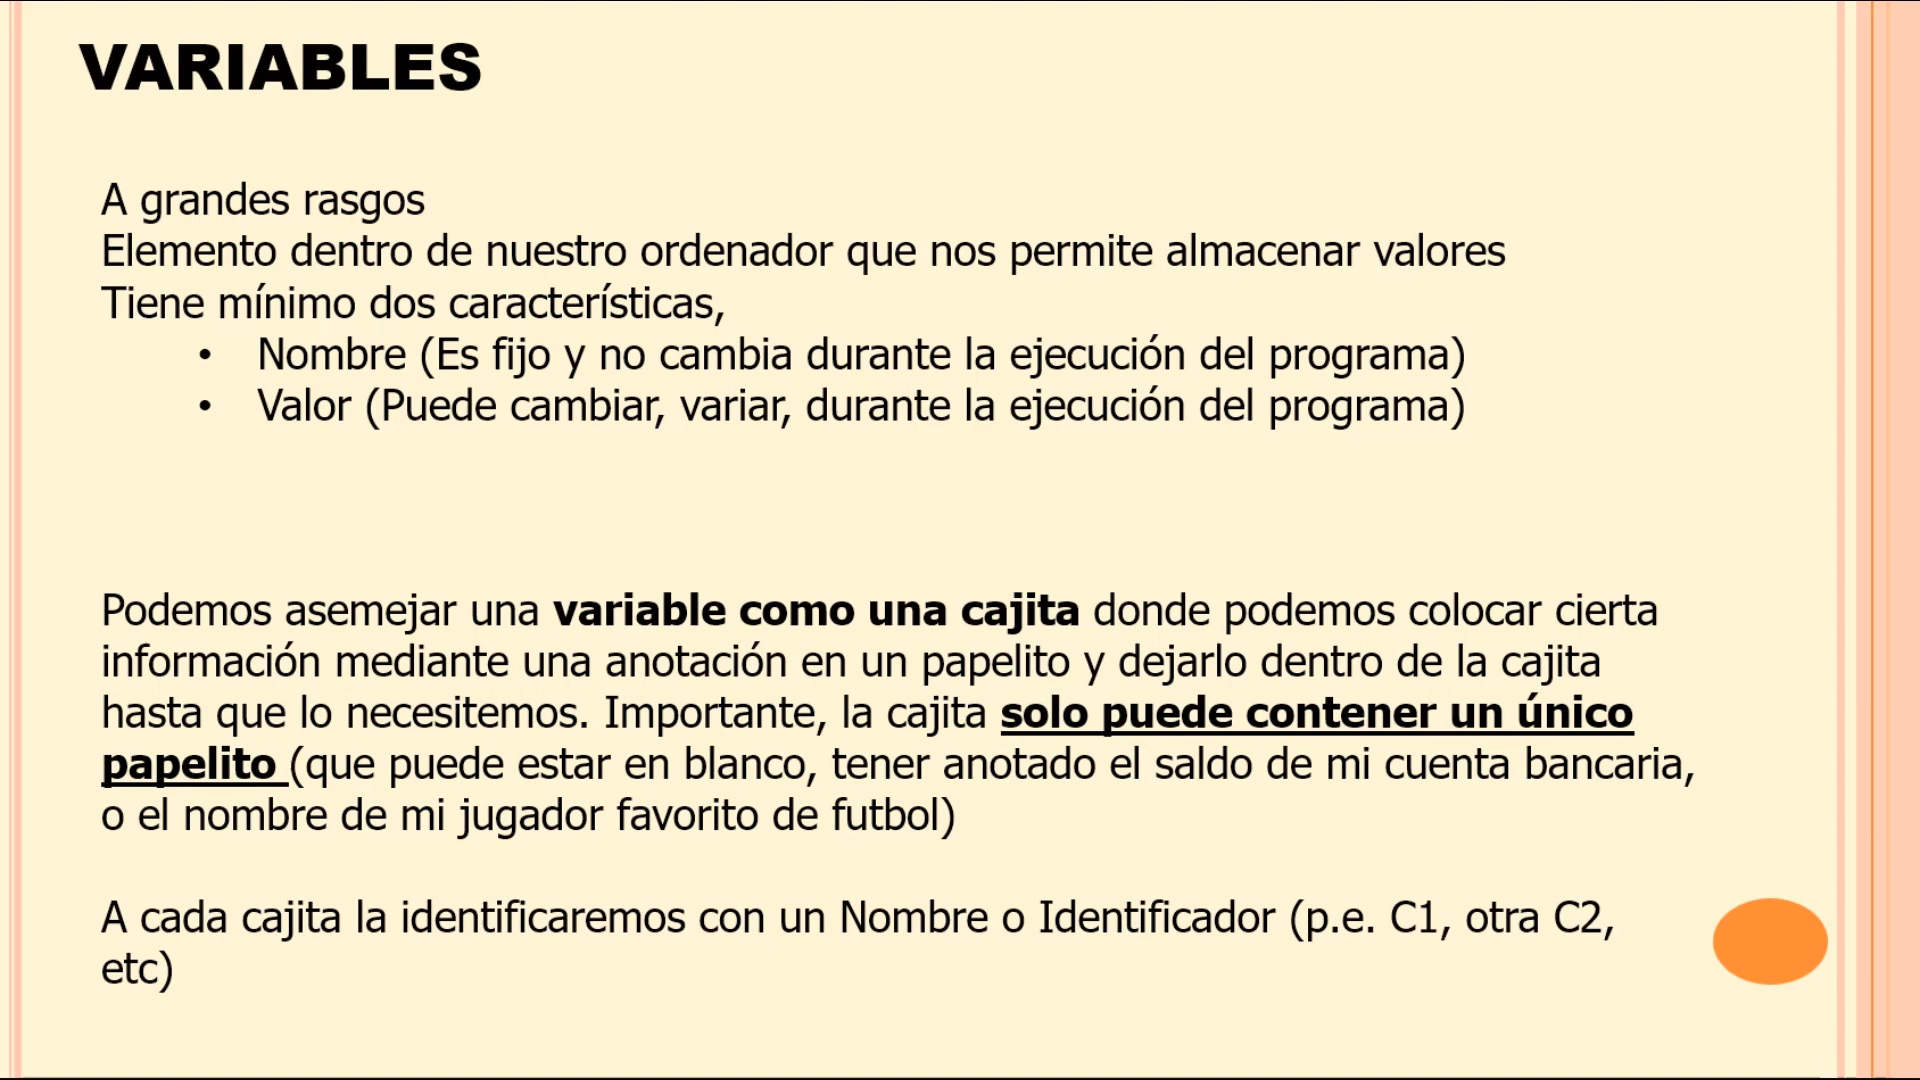 VARIABLES
A grandes rasgos
Elemento dentro de nuestro ordenador que nos permite almacenar valores
Tiene mínimo dos características,
• Nombre (Es fijo y no cambia durante la ejecución del programa)
• Valor (Puede cambiar, variar, durante la ejecución del programa)
Podemos asemejar una variable como una cajita donde podemos colocar cierta
información mediante una anotación en un papelito y dejarlo dentro de la cajita
hasta que lo necesitemos. Importante, la cajita solo puede contener un único
papelito (que puede estar en blanco, tener anotado el saldo de mi cuenta bancaria,
o el nombre de mi jugador favorito de futbol)
A cada cajita la identificaremos con un Nombre o Identificador (p.e. C1, otra C2,
etc)